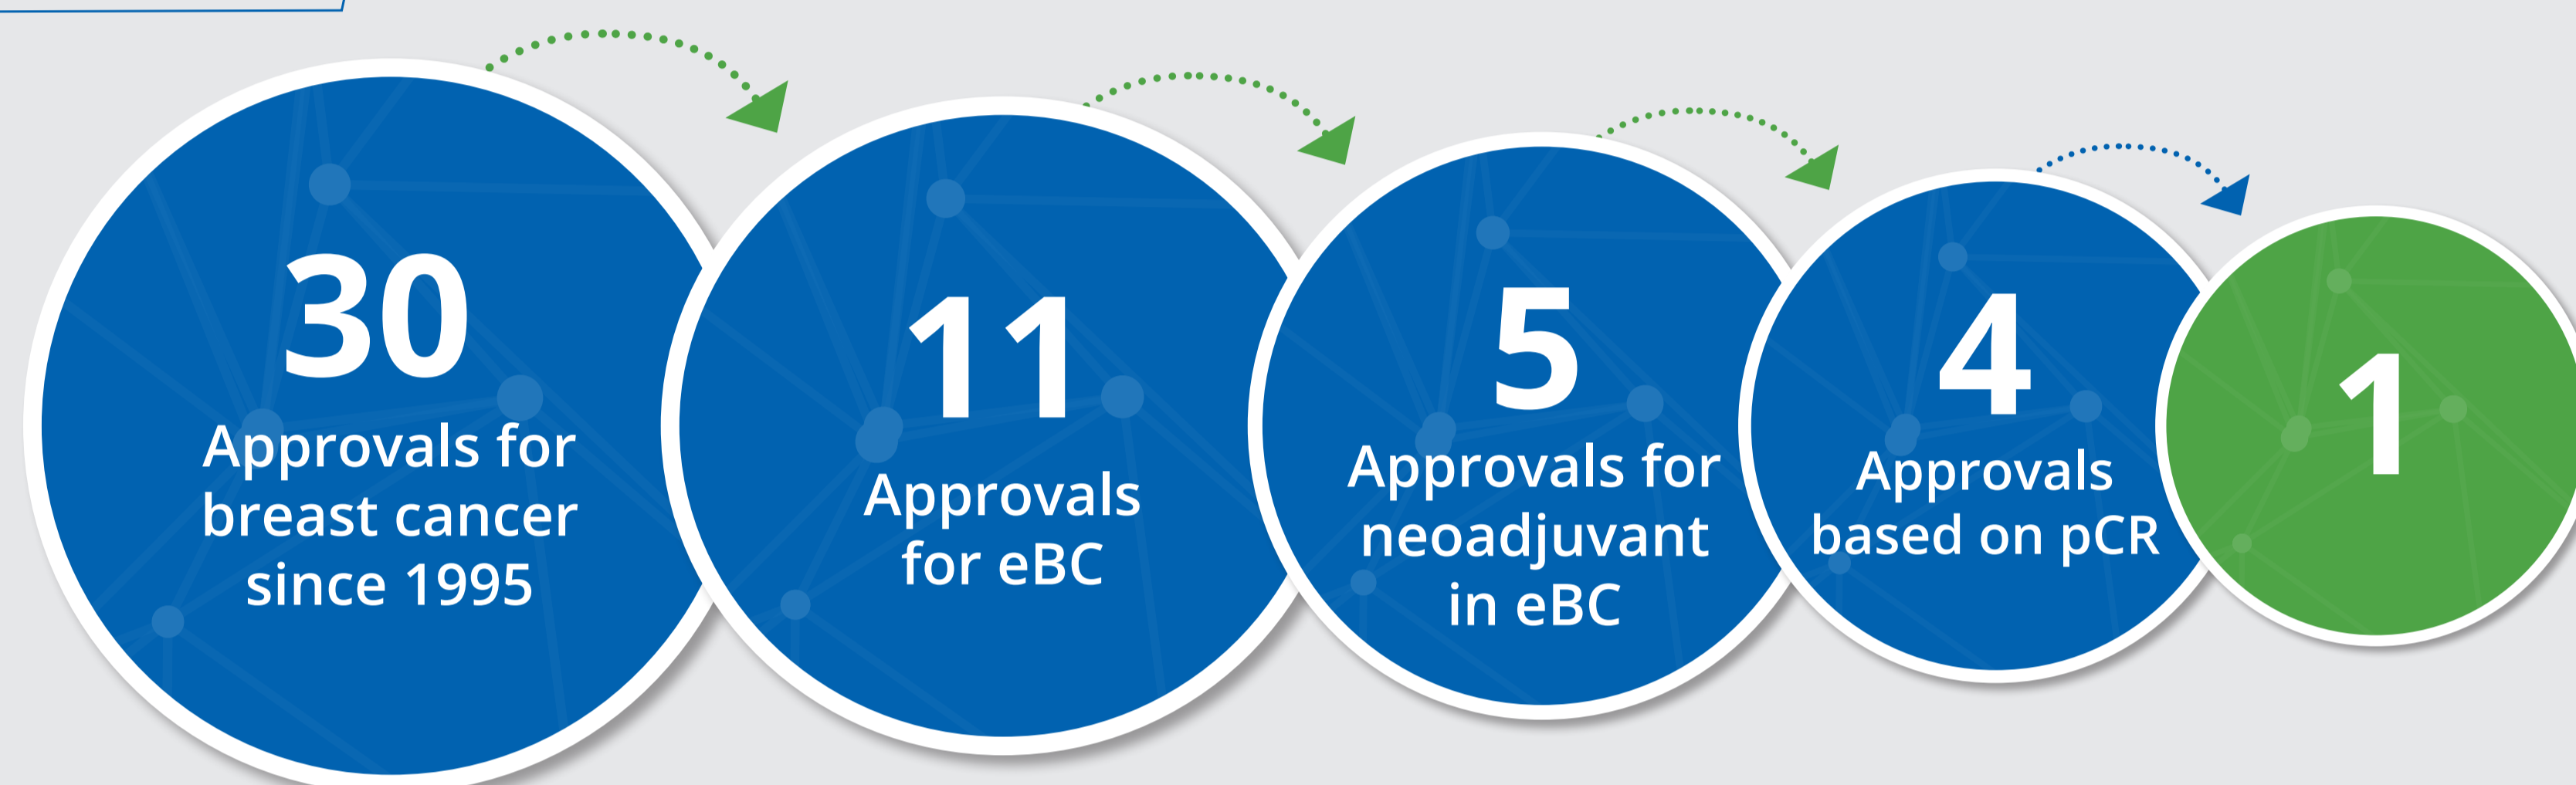 30
Approvals for
breast cancer
since 1995
11
Approvals
for eBC
5
Approvals for
neoadjuvant
in eBC
4
Approvals
based on pCR
1